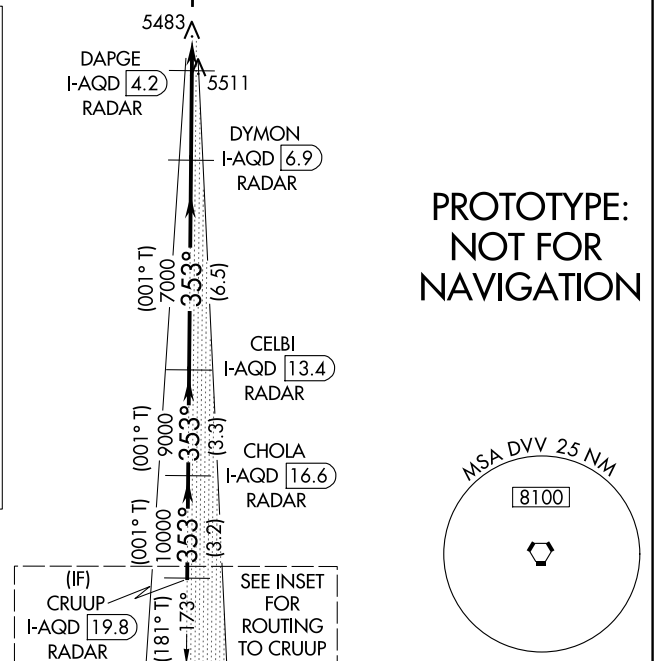 5483
DAPGE
I-AQD 4.2
RADAR
5511
DYMON
I-AQD 6.9
RADAR
PROTOTYPE:
NOT FOR
NAVIGATION
(001° T)
7000
353°
(6.5)
CELBI
I-AQD 13.4
RADAR
(001° T)
9000
353°
(3.3)
CHOLA
I-AQD 16.6
RADAR
MSA DVV 25 NM
8100
(001° T)
10000
353°
(3.2)
(IF)
CRUUP
I-AQD 19.8
RADAR
(181° T)
173°
SEE INSET
FOR
ROUTING
TO CRUUP